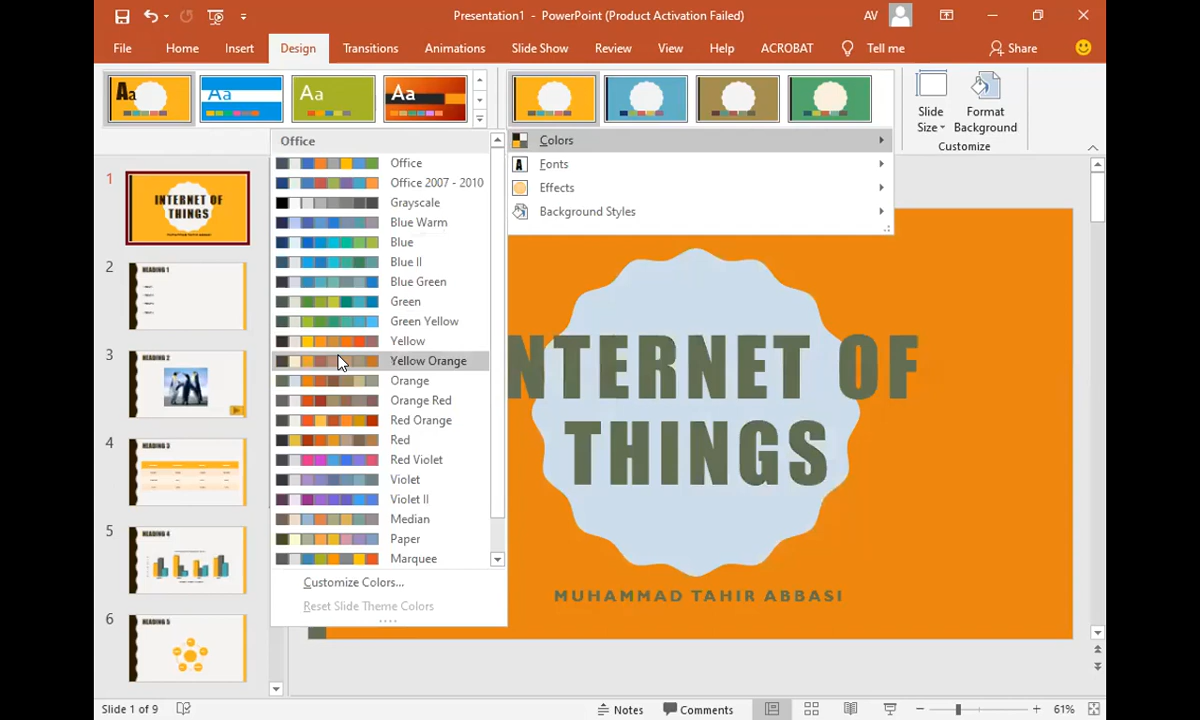 Presentation1 - PowerPoint (Product Activation Failed)
AV
File Home Insert Design Transitions Animations Slide Show Review View Help ACROBAT Tell me Share
Aa Aa Aa Aa
Slide Size
Format Background
Customize
Colors
Fonts
Effects
Background Styles
Office
Office
Office 2007 - 2010
Grayscale
Blue Warm
Blue
Blue II
Blue Green
Green
Green Yellow
Yellow
Yellow Orange
Orange
Orange Red
Red Orange
Red
Red Violet
Violet
Violet II
Median
Paper
Marquee
Customize Colors...
Reset Slide Theme Colors
1
INTERNET OF
THINGS
2
HEADING 1
3
HEADING 2
4
HEADING 3
5
HEADING 4
6
HEADING 5
NTERNET OF
THINGS
MUHAMMAD TAHIR ABBASI
Slide 1 of 9
Notes
Comments
61%